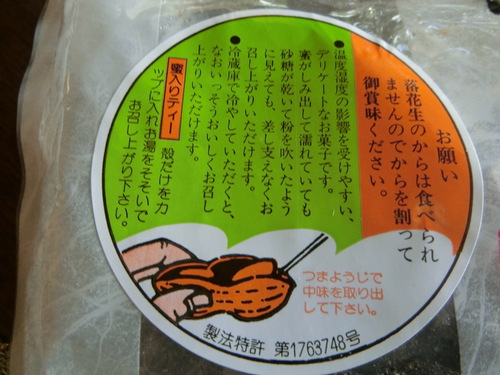 お願い
落花生のからは食べられ
ませんのでからを割って
御賞味ください。
●温度湿度の影響を受けやすい、
デリケートなお菓子です。
蜜がしみ出して濡れていても
砂糖が乾いて粉を吹いたよう
に見えても、差し支えなくお
召し上がりいただけます。
●冷蔵庫で冷やしていただくと、
なおいっそうおいしくお召し
上がりいただけます。
蜜入りティー 殻だけを力
ップに入れお湯をそそいで
お召し上がり下さい。
つまようじで
中味を取り出
して下さい。
製法特許 第1763748号